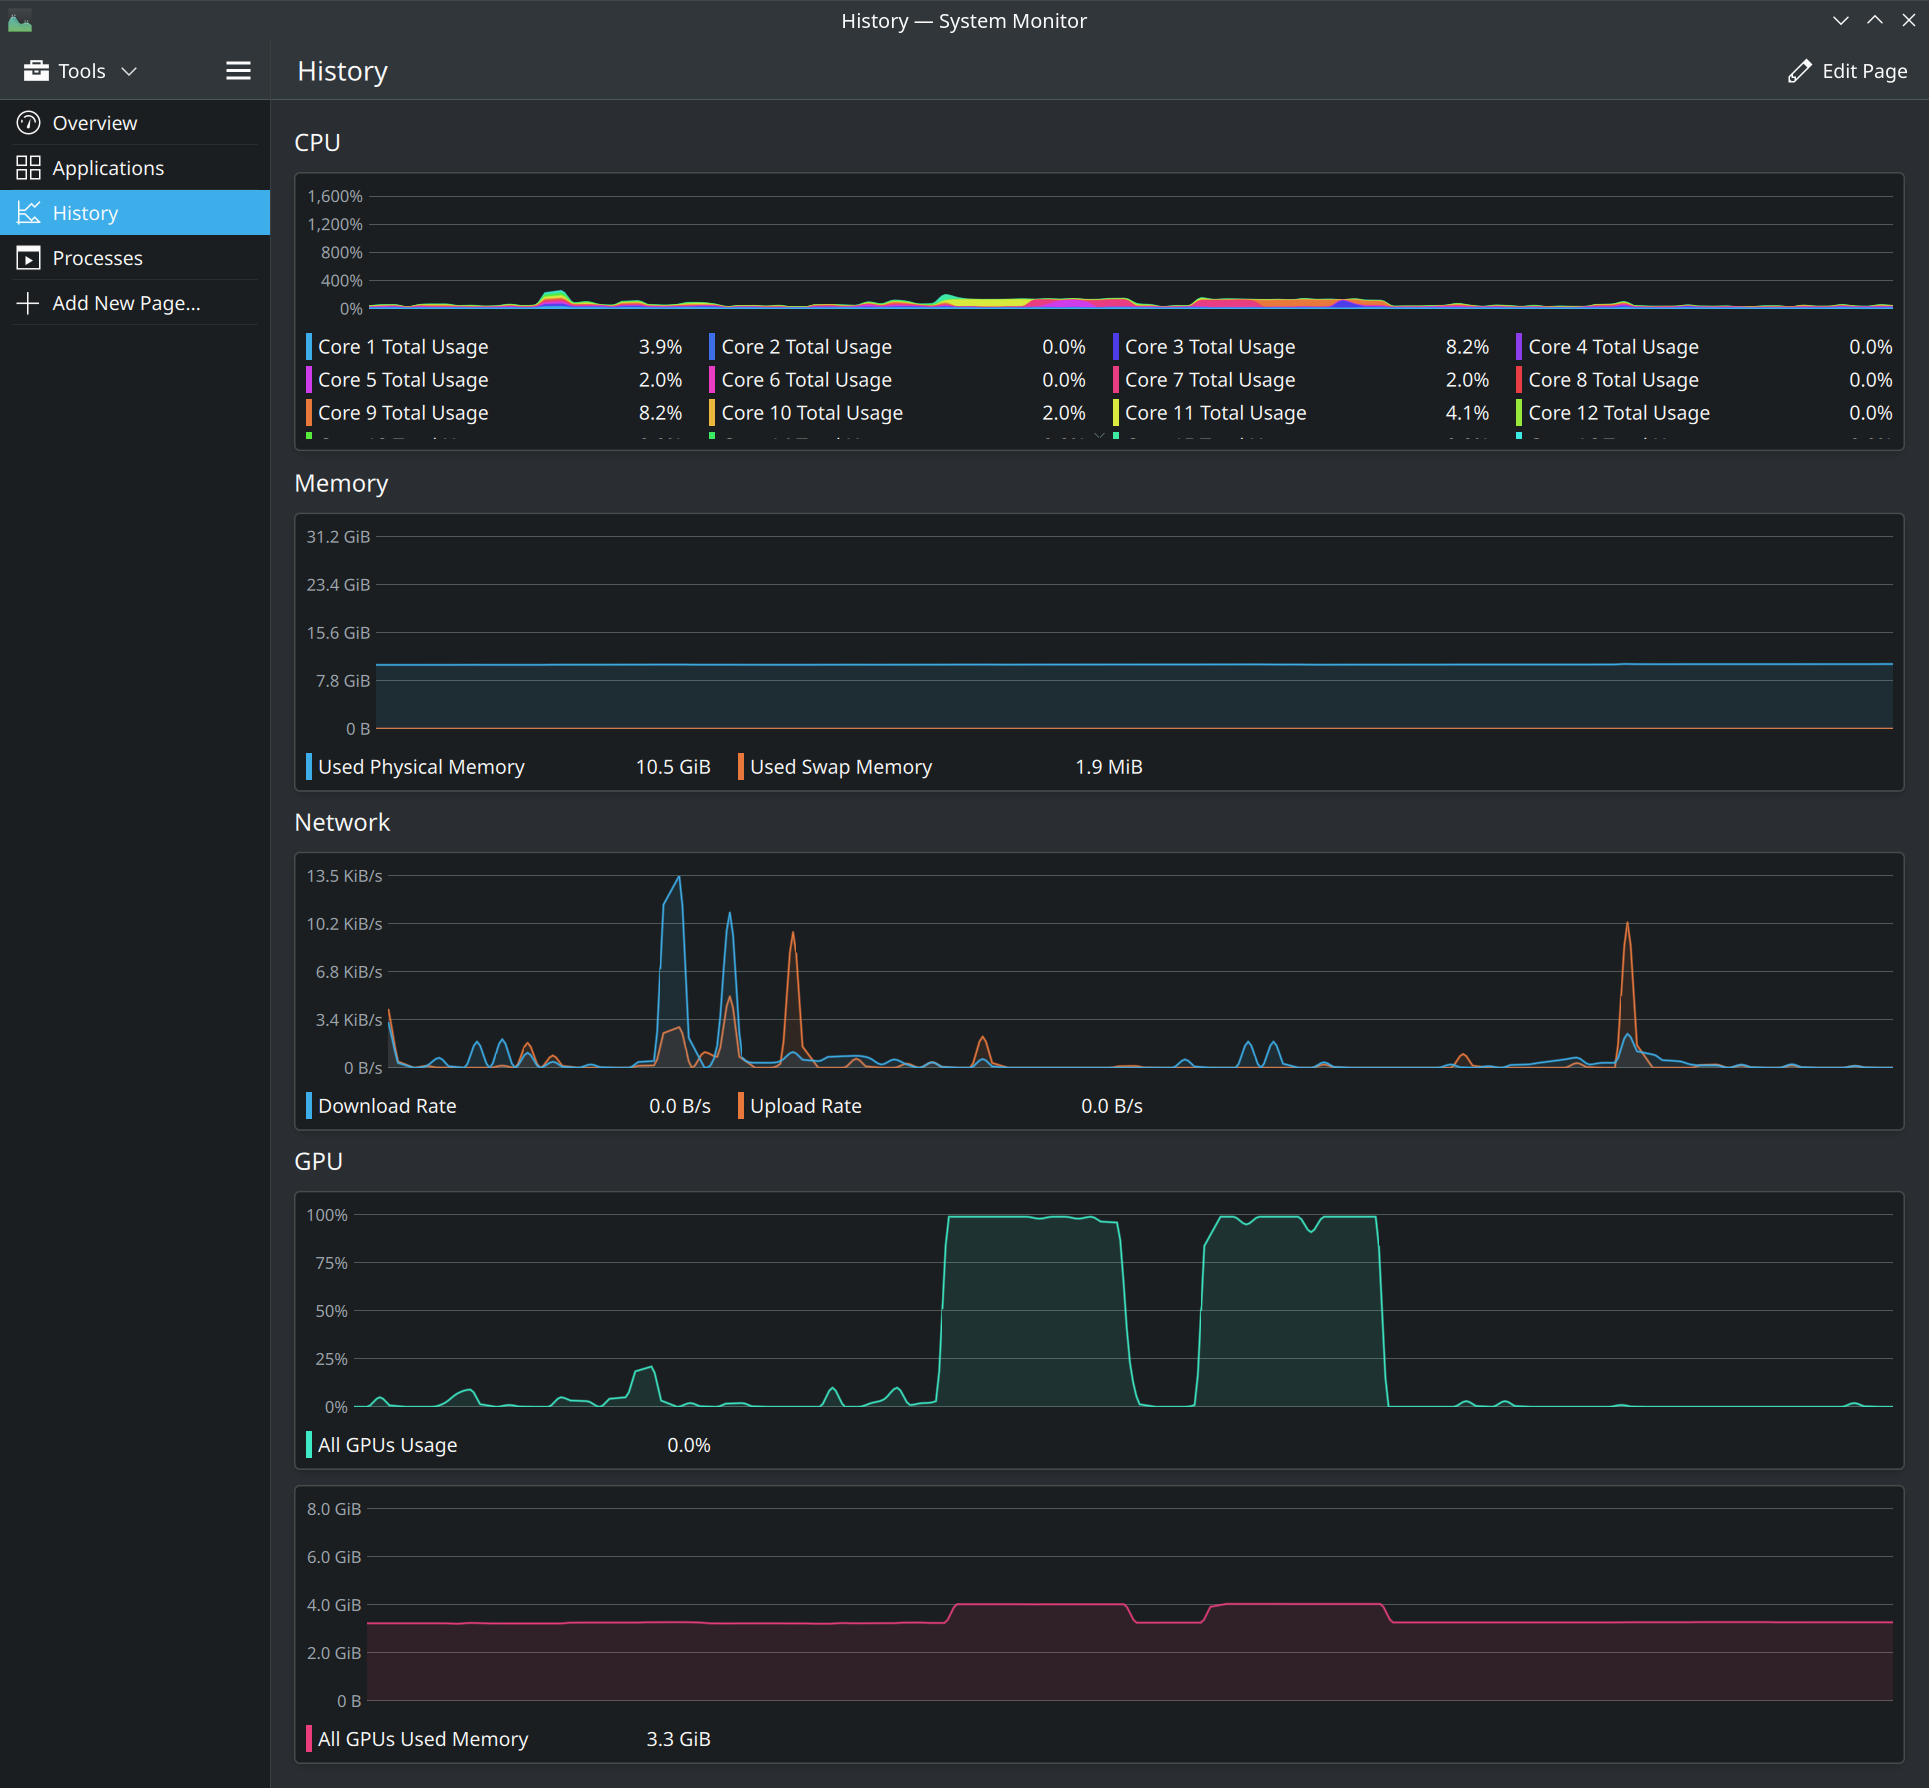 History — System Monitor
Tools
History
Edit Page
Overview
Applications
History
Processes
Add New Page...
CPU
1,600%
1,200%
800%
400%
0%
Core 1 Total Usage 3.9% Core 2 Total Usage 0.0% Core 3 Total Usage 8.2% Core 4 Total Usage 0.0%
Core 5 Total Usage 2.0% Core 6 Total Usage 0.0% Core 7 Total Usage 2.0% Core 8 Total Usage 0.0%
Core 9 Total Usage 8.2% Core 10 Total Usage 2.0% Core 11 Total Usage 4.1% Core 12 Total Usage 0.0%
Memory
31.2 GiB
23.4 GiB
15.6 GiB
7.8 GiB
0 B
Used Physical Memory 10.5 GiB Used Swap Memory 1.9 MiB
Network
13.5 KiB/s
10.2 KiB/s
6.8 KiB/s
3.4 KiB/s
0 B/s
Download Rate 0.0 B/s Upload Rate 0.0 B/s
GPU
100%
75%
50%
25%
0%
All GPUs Usage 0.0%
8.0 GiB
6.0 GiB
4.0 GiB
2.0 GiB
0 B
All GPUs Used Memory 3.3 GiB